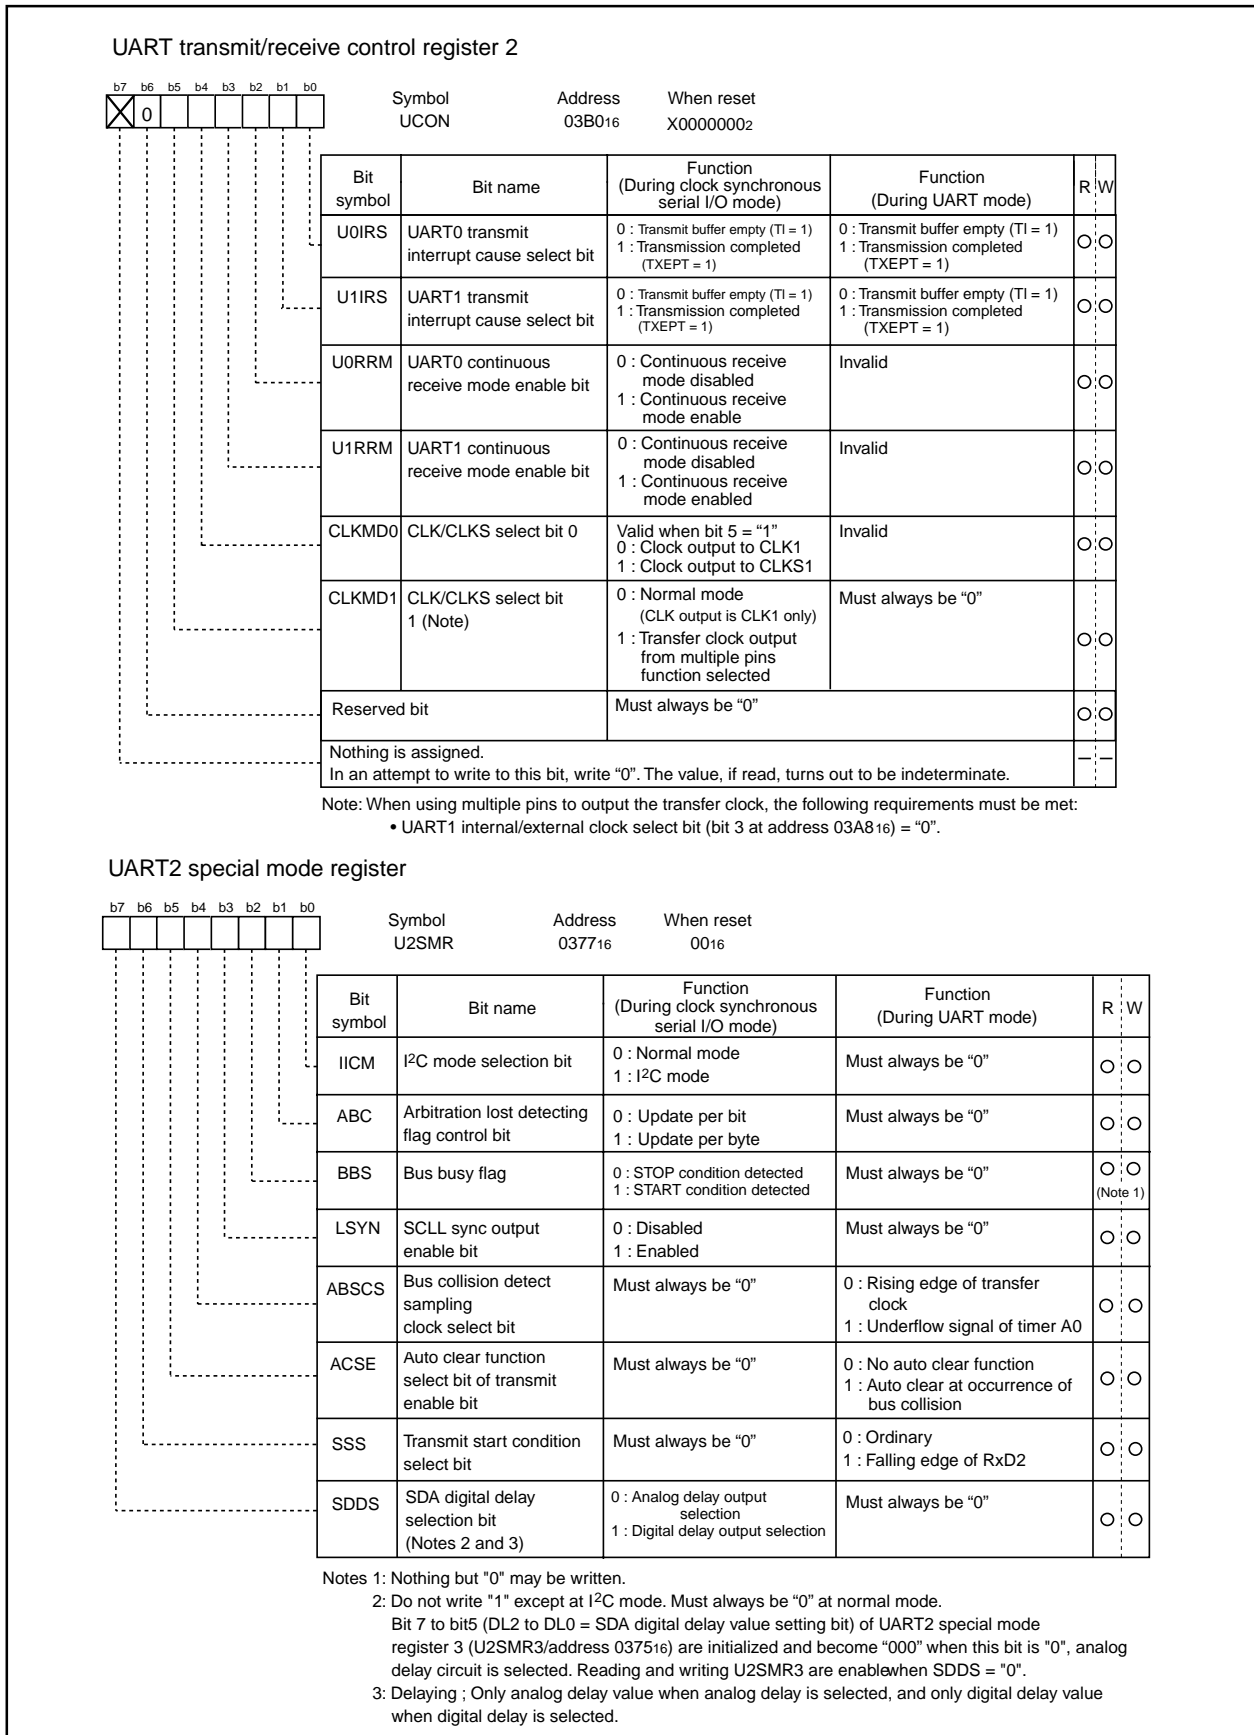 UART transmit/receive control register 2
b7 b6 b5 b4 b3 b2 b1 b0
0
Symbol Address When reset
UCON 03B016 X00000002
Bit symbol Bit name Function (During clock synchronous serial I/O mode) Function (During UART mode) R W
U0IRS UART0 transmit interrupt cause select bit
0 : Transmit buffer empty (TI = 1)
1 : Transmission completed
(TXEPT = 1)
0 : Transmit buffer empty (TI = 1)
1 : Transmission completed
(TXEPT = 1)
U1IRS UART1 transmit interrupt cause select bit
0 : Transmit buffer empty (TI = 1)
1 : Transmission completed
(TXEPT = 1)
0 : Transmit buffer empty (TI = 1)
1 : Transmission completed
(TXEPT = 1)
U0RRM UART0 continuous receive mode enable bit
0 : Continuous receive
mode disabled
1 : Continuous receive
mode enable
Invalid
U1RRM UART1 continuous receive mode enable bit
0 : Continuous receive
mode disabled
1 : Continuous receive
mode enabled
Invalid
CLKMD0 CLK/CLKS select bit 0
Valid when bit 5 = “1”
0 : Clock output to CLK1
1 : Clock output to CLKS1
Invalid
CLKMD1 CLK/CLKS select bit 1 (Note)
0 : Normal mode
(CLK output is CLK1 only)
1 : Transfer clock output
from multiple pins
function selected
Must always be “0”
Reserved bit Must always be “0”
Nothing is assigned.
In an attempt to write to this bit, write “0”. The value, if read, turns out to be indeterminate.
– –
Note: When using multiple pins to output the transfer clock, the following requirements must be met:
• UART1 internal/external clock select bit (bit 3 at address 03A816) = “0”.
UART2 special mode register
b7 b6 b5 b4 b3 b2 b1 b0
Symbol Address When reset
U2SMR 037716 0016
Bit symbol Bit name Function (During clock synchronous serial I/O mode) Function (During UART mode) R W
IICM I2C mode selection bit
0 : Normal mode
1 : I2C mode
Must always be “0”
ABC Arbitration lost detecting flag control bit
0 : Update per bit
1 : Update per byte
Must always be “0”
BBS Bus busy flag
0 : STOP condition detected
1 : START condition detected
Must always be “0”
(Note 1)
LSYN SCLL sync output enable bit
0 : Disabled
1 : Enabled
Must always be “0”
ABSCS Bus collision detect sampling clock select bit
Must always be “0”
0 : Rising edge of transfer
clock
1 : Underflow signal of timer A0
ACSE Auto clear function select bit of transmit enable bit
Must always be “0”
0 : No auto clear function
1 : Auto clear at occurrence of
bus collision
SSS Transmit start condition select bit
Must always be “0”
0 : Ordinary
1 : Falling edge of RxD2
SDDS SDA digital delay selection bit (Notes 2 and 3)
0 : Analog delay output
selection
1 : Digital delay output selection
Must always be “0”
Notes 1: Nothing but "0" may be written.
2: Do not write "1" except at I2C mode. Must always be “0” at normal mode.
Bit 7 to bit5 (DL2 to DL0 = SDA digital delay value setting bit) of UART2 special mode
register 3 (U2SMR3/address 037516) are initialized and become “000” when this bit is "0", analog
delay circuit is selected. Reading and writing U2SMR3 are enablewhen SDDS = "0".
3: Delaying ; Only analog delay value when analog delay is selected, and only digital delay value
when digital delay is selected.